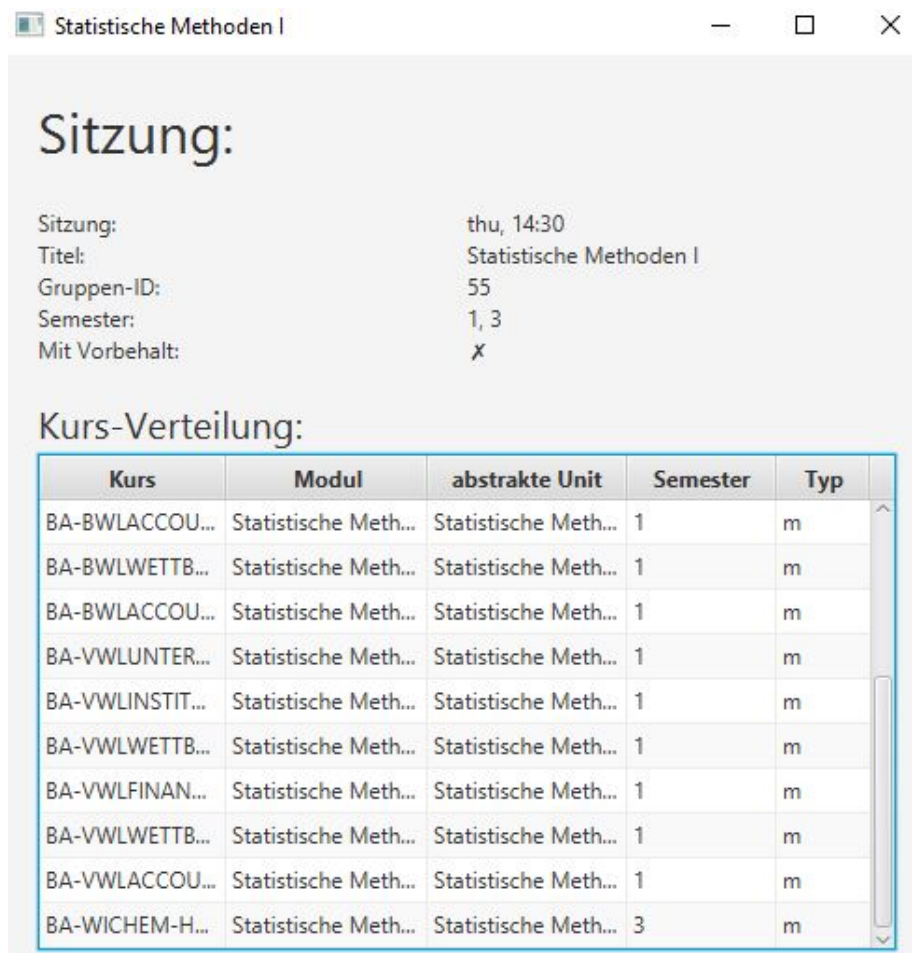 Statistische Methoden I
Sitzung:
Sitzung: thu, 14:30
Titel: Statistische Methoden I
Gruppen-ID: 55
Semester: 1, 3
Mit Vorbehalt: ✗
Kurs-Verteilung:
Kurs Modul abstrakte Unit Semester Typ
BA-BWLACCOU... Statistische Meth... Statistische Meth... 1 m
BA-BWLWETTB... Statistische Meth... Statistische Meth... 1 m
BA-BWLACCOU... Statistische Meth... Statistische Meth... 1 m
BA-VWLUNTER... Statistische Meth... Statistische Meth... 1 m
BA-VWLINSTIT... Statistische Meth... Statistische Meth... 1 m
BA-VWLWETTB... Statistische Meth... Statistische Meth... 1 m
BA-VWLFINAN... Statistische Meth... Statistische Meth... 1 m
BA-VWLWETTB... Statistische Meth... Statistische Meth... 1 m
BA-VWLACCOU... Statistische Meth... Statistische Meth... 1 m
BA-WICHEM-H... Statistische Meth... Statistische Meth... 3 m